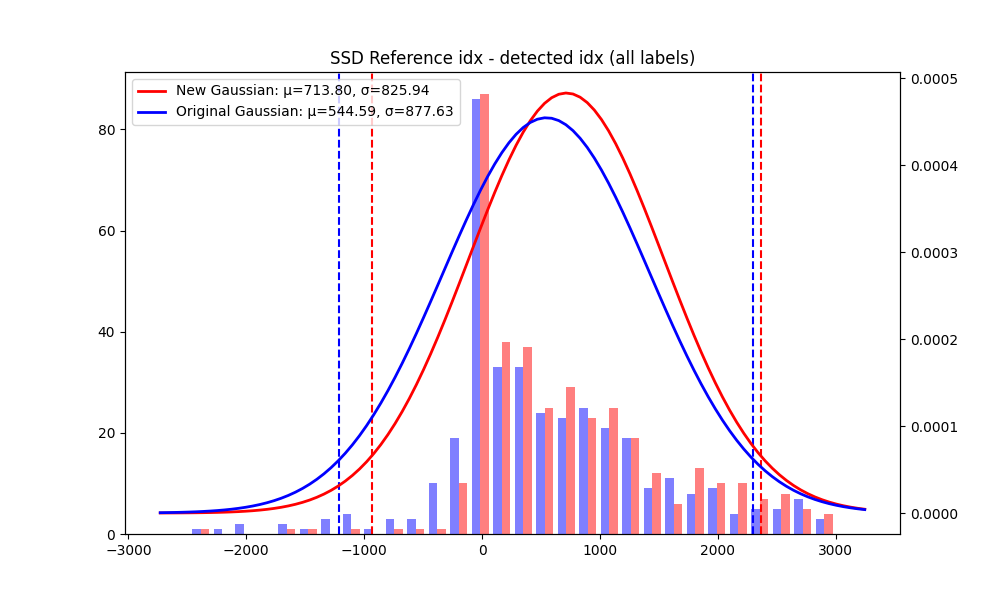 SSD Reference idx - detected idx (all labels)
New Gaussian: μ=713.80, σ=825.94
Original Gaussian: μ=544.59, σ=877.63
80
60
40
20
0
0.0005
0.0004
0.0003
0.0002
0.0001
0.0000
−3000 −2000 −1000 0 1000 2000 3000